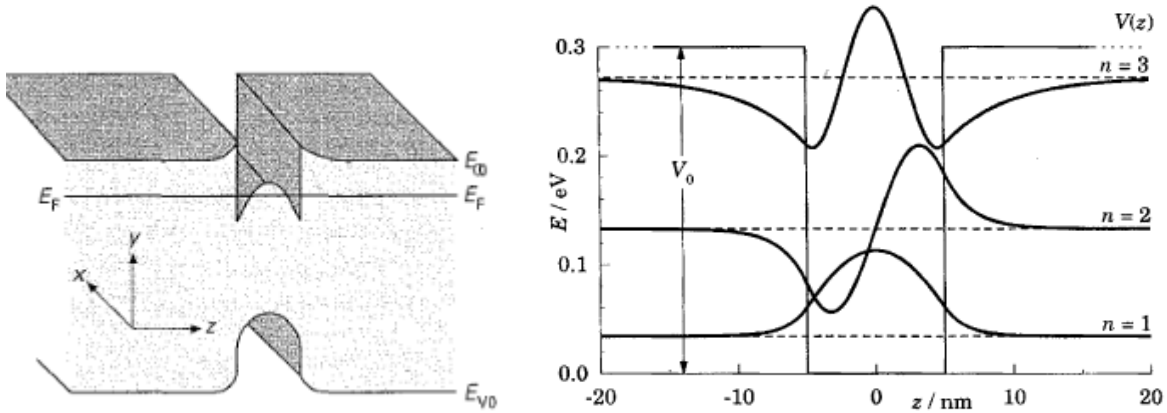 E_F
E_C0
E_F
y
x
z
E_V0
V(z)
0.3
n = 3
0.2
V_0
E / eV
n = 2
0.1
n = 1
0.0
-20
-10
0
z / nm
10
20